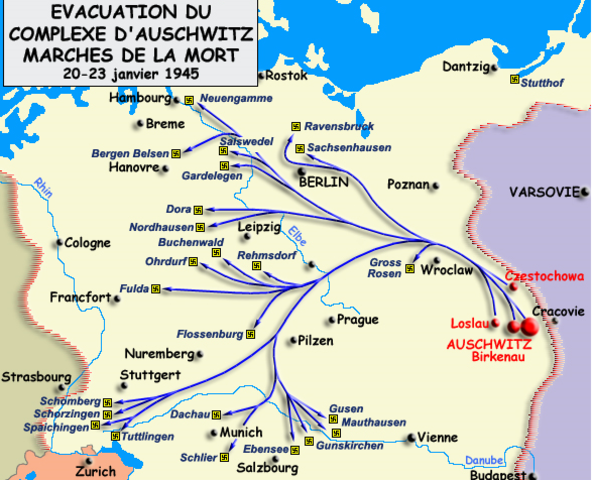 EVACUATION DU
COMPLEXE D'AUSCHWITZ
MARCHES DE LA MORT
20-23 janvier 1945
Rostok
Dantzig
Stutthof
Hambourg
Neuengamme
Breme
Ravensbruck
Salswedel
Sachsenhausen
Bergen Belsen
Hanovre
Gardelegen
BERLIN
Poznan
VARSOVIE
Rhin
Dora
Nordhausen
Leipzig
Elbe
Buchenwald
Cologne
Ohrdurf
Rehmsdorf
Gross
Rosen
Wroclaw
Czestochowa
Fulda
Francfort
Prague
Loslau
Cracovie
Flossenburg
Pilzen
AUSCHWITZ
Birkenau
Nuremberg
Strasbourg
Stuttgart
Schomberg
Schorzingen
Spaichingen
Tuttlingen
Dachau
Gusen
Mauthausen
Munich
Gunskirchen
Vienne
Schlier
Ebensee
Salzbourg
Danube
Zurich
Budapest